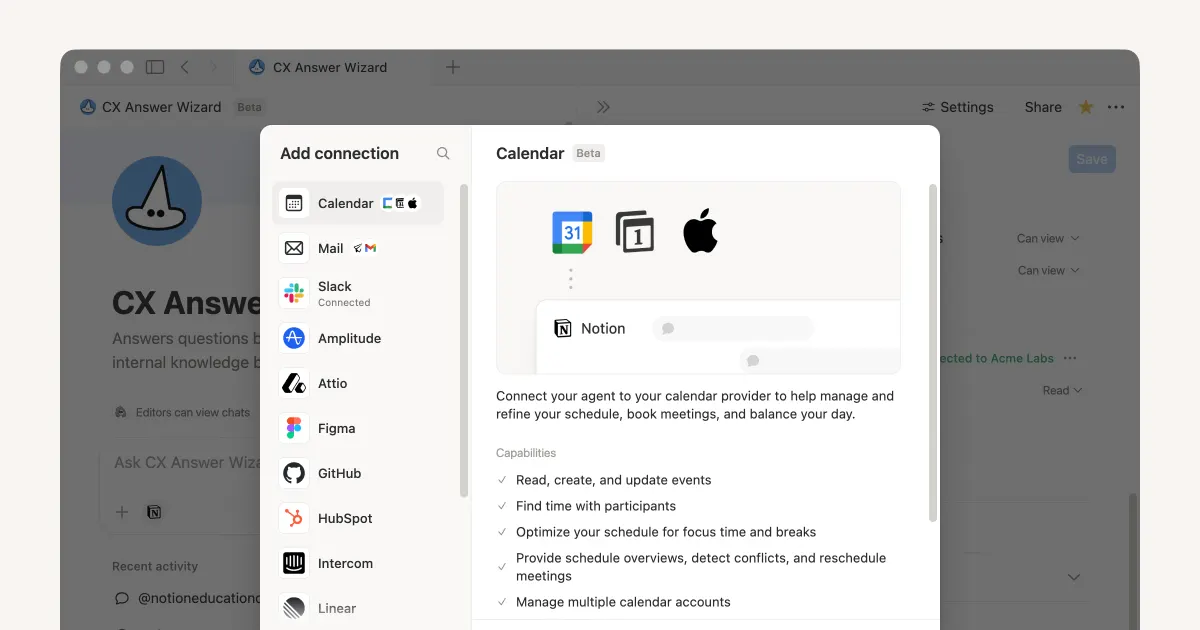 CX Answer Wizard
CX Answer Wizard Beta
Settings Share
Save
Add connection
Calendar
Mail
Slack
Connected
Amplitude
Attio
Figma
GitHub
HubSpot
Intercom
Linear
Calendar Beta
31
1
Notion
Connect your agent to your calendar provider to help manage and
refine your schedule, book meetings, and balance your day.
Capabilities
Read, create, and update events
Find time with participants
Optimize your schedule for focus time and breaks
Provide schedule overviews, detect conflicts, and reschedule
meetings
Manage multiple calendar accounts
CX Answe
Answers questions b
internal knowledge b
Editors can view chats
Ask CX Answer Wiza
Recent activity
@notioneducation
Can view
Can view
ected to Acme Labs
Read